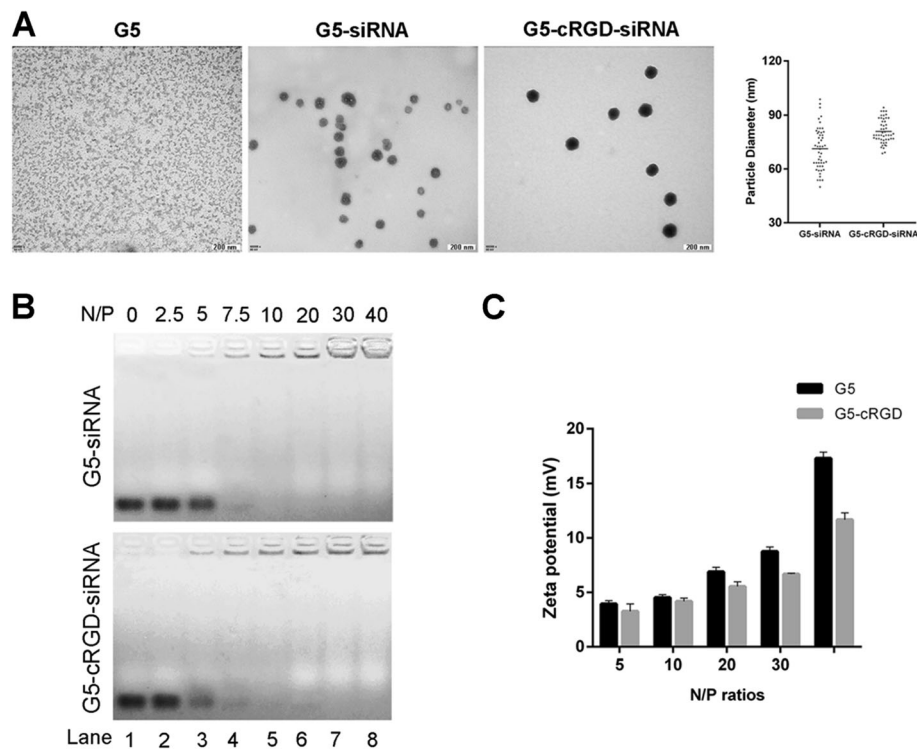 A
G5
G5-siRNA
G5-cRGD-siRNA
200 nm
200 nm
200 nm
Particle Diameter (nm)
120
90
60
30
G5-siRNA
G5-cRGD-siRNA
B
N/P 0 2.5 5 7.5 10 20 30 40
G5-siRNA
G5-cRGD-siRNA
Lane 1 2 3 4 5 6 7 8
C
G5
G5-cRGD
Zeta potential (mV)
20
15
10
5
0
5 10 20 30
N/P ratios